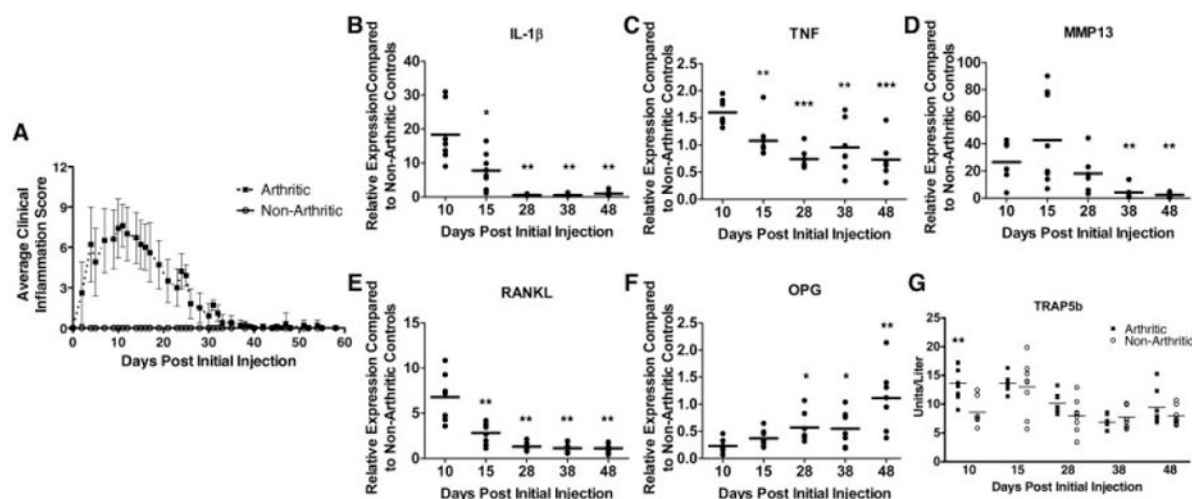 A
Average Clinical
Inflammation Score
12
9
6
3
0
Arthritic
Non-Arthritic
0 10 20 30 40 50 60
Days Post Initial Injection
B
IL-1β
Relative Expression Compared
to Non-Arthritic Controls
40
30
20
10
0
*
** ** **
10 15 28 38 48
Days Post Initial Injection
C
TNF
Relative Expression Compared
to Non-Arthritic Controls
2.5
2.0
1.5
1.0
0.5
0.0
** *** ** ***
10 15 28 38 48
Days Post Initial Injection
D
MMP13
Relative Expression Compared
to Non-Arthritic Controls
100
80
60
40
20
0
** **
10 15 28 38 48
Days Post Initial Injection
E
RANKL
Relative Expression Compared
to Non-Arthritic Controls
15
10
5
0
** ** ** **
10 15 28 38 48
Days Post Initial Injection
F
OPG
Relative Expression Compared
to Non-Arthritic Controls
2.5
2.0
1.5
1.0
0.5
0.0
* * **
10 15 28 38 48
Days Post Initial Injection
G
TRAP5b
Arthritic
Non-Arthritic
Units/Liter
25
20
15
10
5
0
**
10 15 28 38 48
Days Post Initial Injection